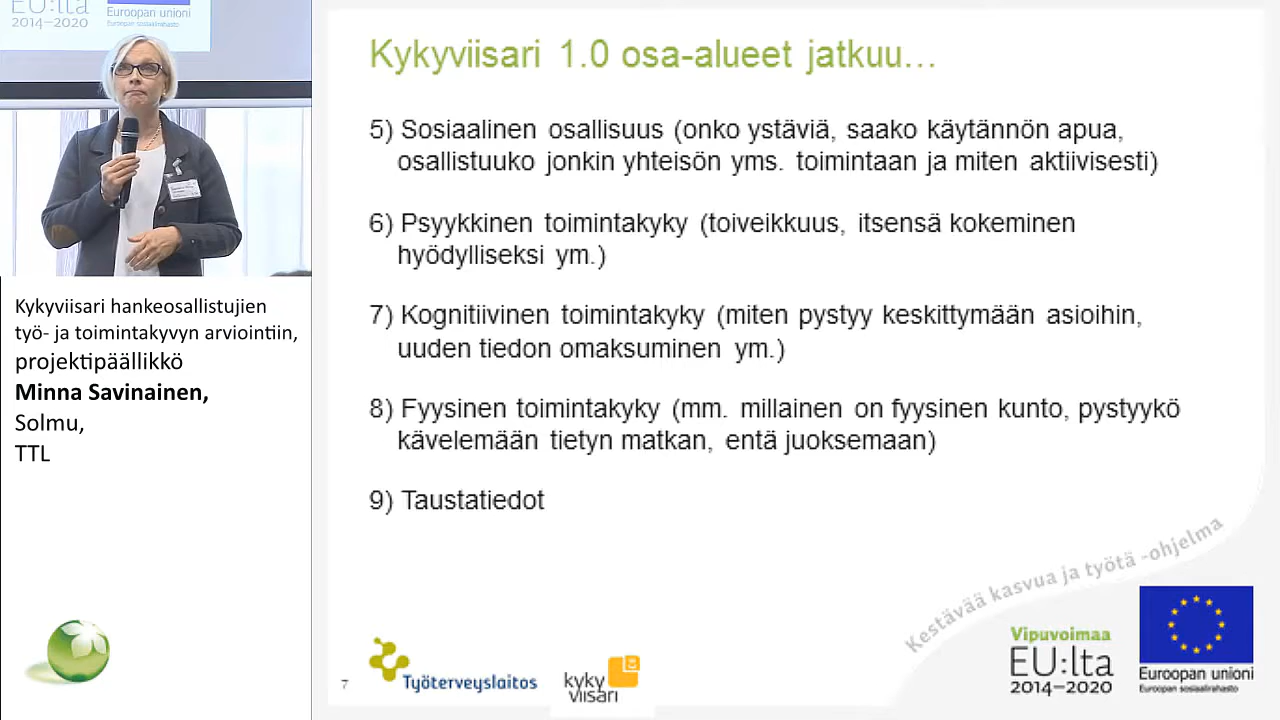 EU:lta
2014–2020
Euroopan unioni
Euroopan sosiaalirahasto
Kykyviisari hankeosallistujien
työ- ja toimintakyvyn arviointiin,
projektipäällikkö
Minna Savinainen,
Solmu,
TTL
Kykyviisari 1.0 osa-alueet jatkuu…
5) Sosiaalinen osallisuus (onko ystäviä, saako käytännön apua,
osallistuuko jonkin yhteisön yms. toimintaan ja miten aktiivisesti)
6) Psyykkinen toimintakyky (toiveikkuus, itsensä kokeminen
hyödylliseksi ym.)
7) Kognitiivinen toimintakyky (miten pystyy keskittymään asioihin,
uuden tiedon omaksuminen ym.)
8) Fyysinen toimintakyky (mm. millainen on fyysinen kunto, pystyykö
kävelemään tietyn matkan, entä juoksemaan)
9) Taustatiedot
Kestävää kasvua ja työtä -ohjelma
7
Työterveyslaitos
kyky
viisari
Vipuvoimaa
EU:lta
2014–2020
Euroopan unioni
Euroopan sosiaalirahasto